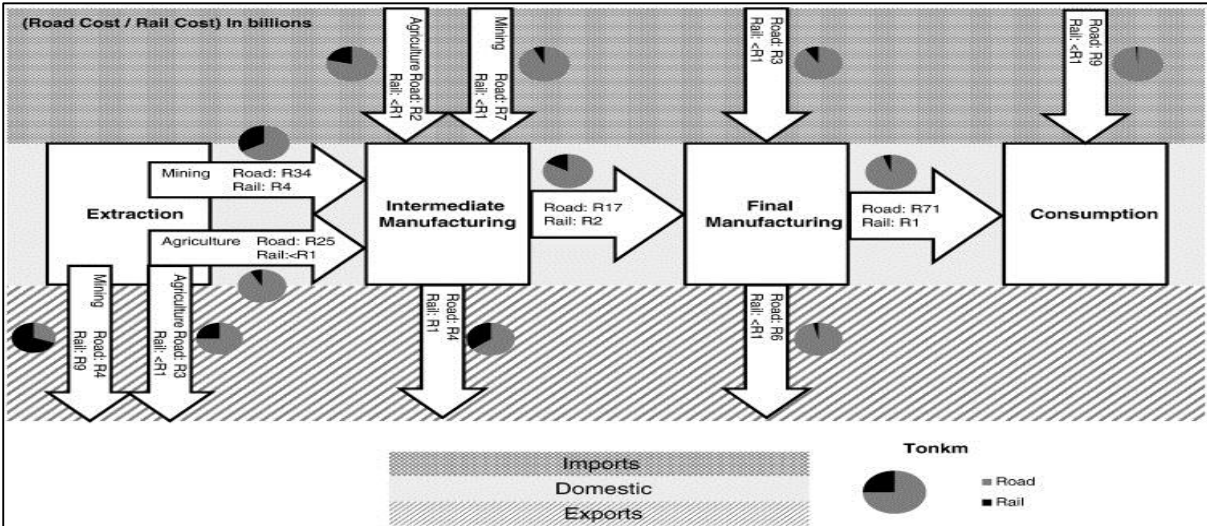 (Road Cost / Rail Cost) In billions
Agriculture Road: R2
Rail: <R1
Mining Road: R7
Rail: <R1
Road: R3
Rail: <R1
Road: R9
Rail: <R1
Extraction
Mining Road: R34
Rail: R4
Agriculture Road: R25
Rail:<R1
Intermediate
Manufacturing
Road: R17
Rail: R2
Final
Manufacturing
Road: R71
Rail: R1
Consumption
Mining Road: R4
Rail: R9
Agriculture Road: R3
Rail: <R1
Road: R4
Rail: R1
Road: R6
Rail: <R1
Imports
Domestic
Exports
Tonkm
Road
Rail